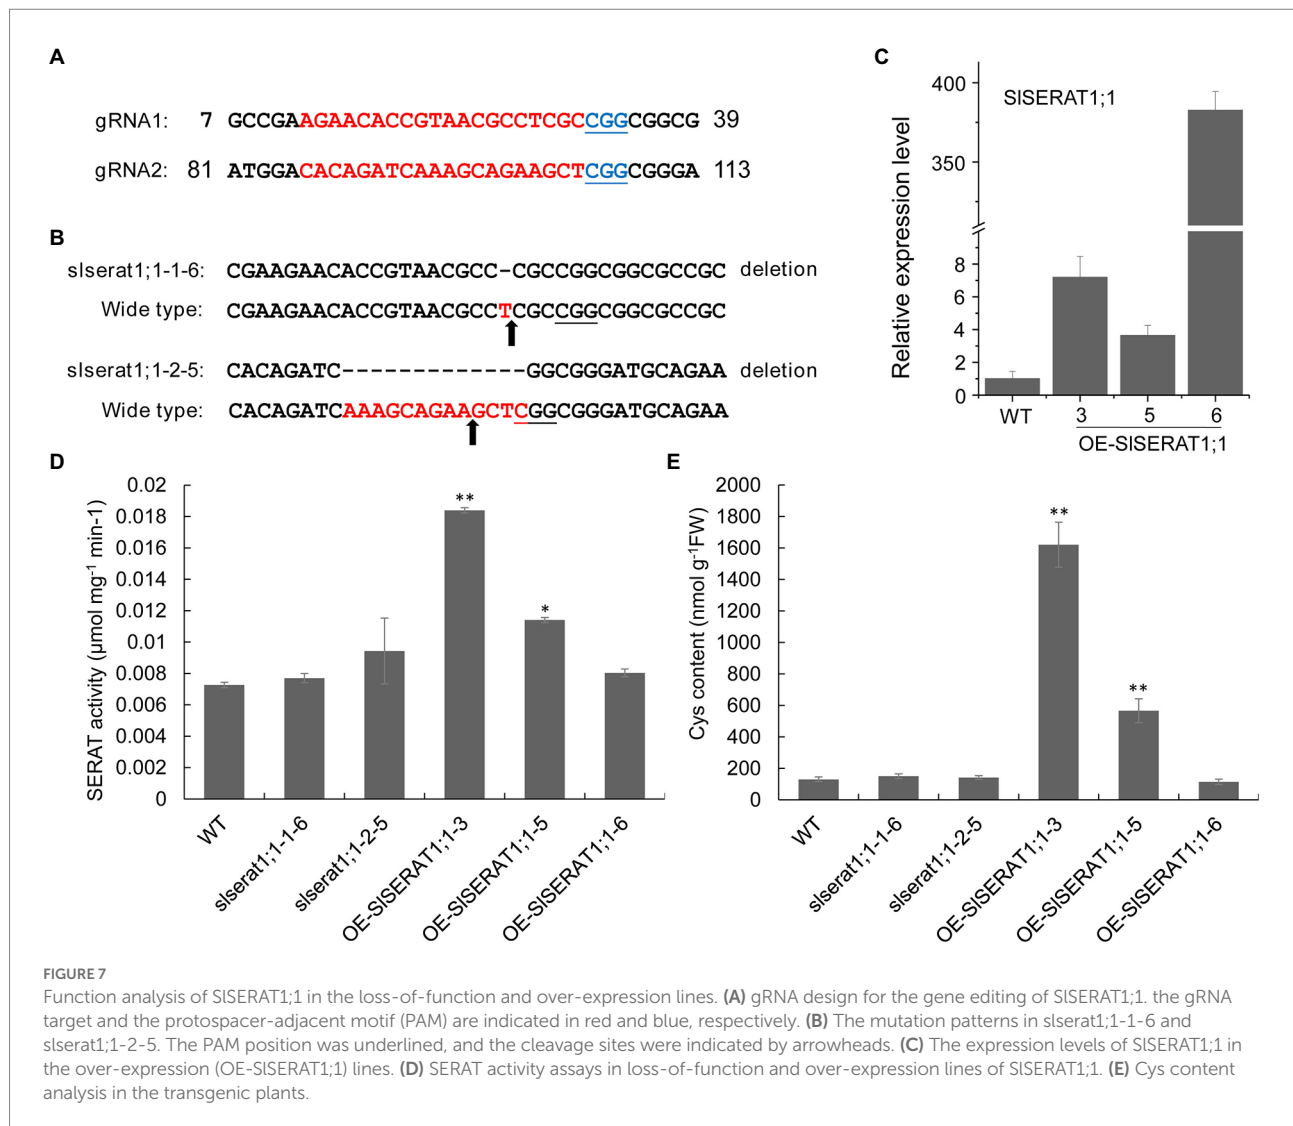 A
gRNA1: 7 GCCGAAGAACACCGTAACGCCTCGCCGGCGGCG 39
gRNA2: 81 ATGGACACAGATCAAAGCAGAAGCTCGGCGGGA 113
B
slserat1;1-1-6: CGAAGAACACCGTAACGCC-CGCCGGCGGCGCCGC deletion
Wide type: CGAAGAACACCGTAACGCCTCGCCGGCGGCGCCGC
slserat1;1-2-5: CACAGATC-------------GGCGGGATGCAGAA deletion
Wide type: CACAGATCAAAGCAGAAGCTCGGCGGGATGCAGAA
C
SlSERAT1;1
Relative expression level
400
350
8
6
4
2
0
WT 3 5 6
OE-SlSERAT1;1
D
SERAT activity (µmol mg⁻¹ min-1)
0.02
0.018
0.016
0.014
0.012
0.01
0.008
0.006
0.004
0.002
0
**
*
WT
slserat1;1-1-6
slserat1;1-2-5
OE-SlSERAT1;1-3
OE-SlSERAT1;1-5
OE-SlSERAT1;1-6
E
Cys content (nmol g⁻¹FW)
2000
1800
1600
1400
1200
1000
800
600
400
200
0
**
**
WT
slserat1;1-1-6
slserat1;1-2-5
OE-SlSERAT1;1-3
OE-SlSERAT1;1-5
OE-SlSERAT1;1-6
FIGURE 7
Function analysis of SlSERAT1;1 in the loss-of-function and over-expression lines. (A) gRNA design for the gene editing of SlSERAT1;1. the gRNA
target and the protospacer-adjacent motif (PAM) are indicated in red and blue, respectively. (B) The mutation patterns in slserat1;1-1-6 and
slserat1;1-2-5. The PAM position was underlined, and the cleavage sites were indicated by arrowheads. (C) The expression levels of SlSERAT1;1 in
the over-expression (OE-SlSERAT1;1) lines. (D) SERAT activity assays in loss-of-function and over-expression lines of SlSERAT1;1. (E) Cys content
analysis in the transgenic plants.